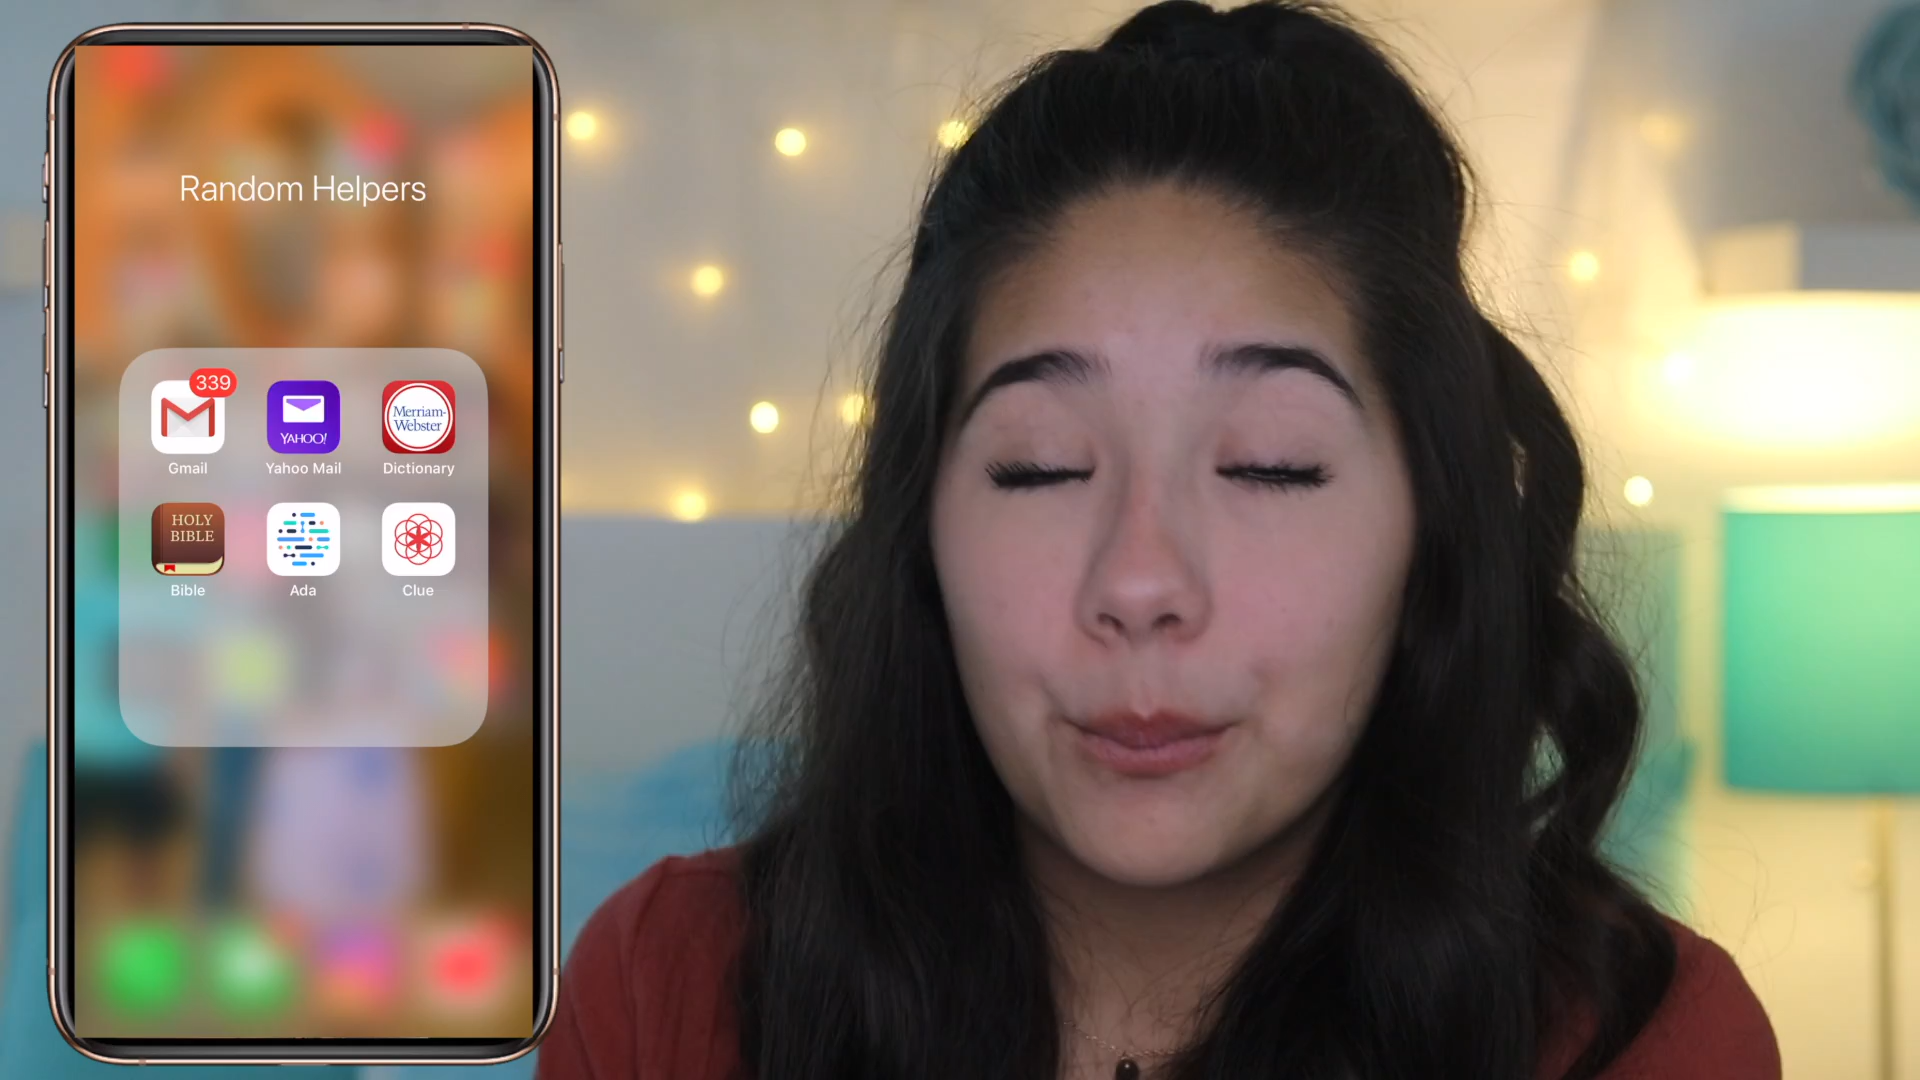 Random Helpers
339
YAHOO!
Merriam-
Webster
Gmail
Yahoo Mail
Dictionary
HOLY
BIBLE
Bible
Ada
Clue